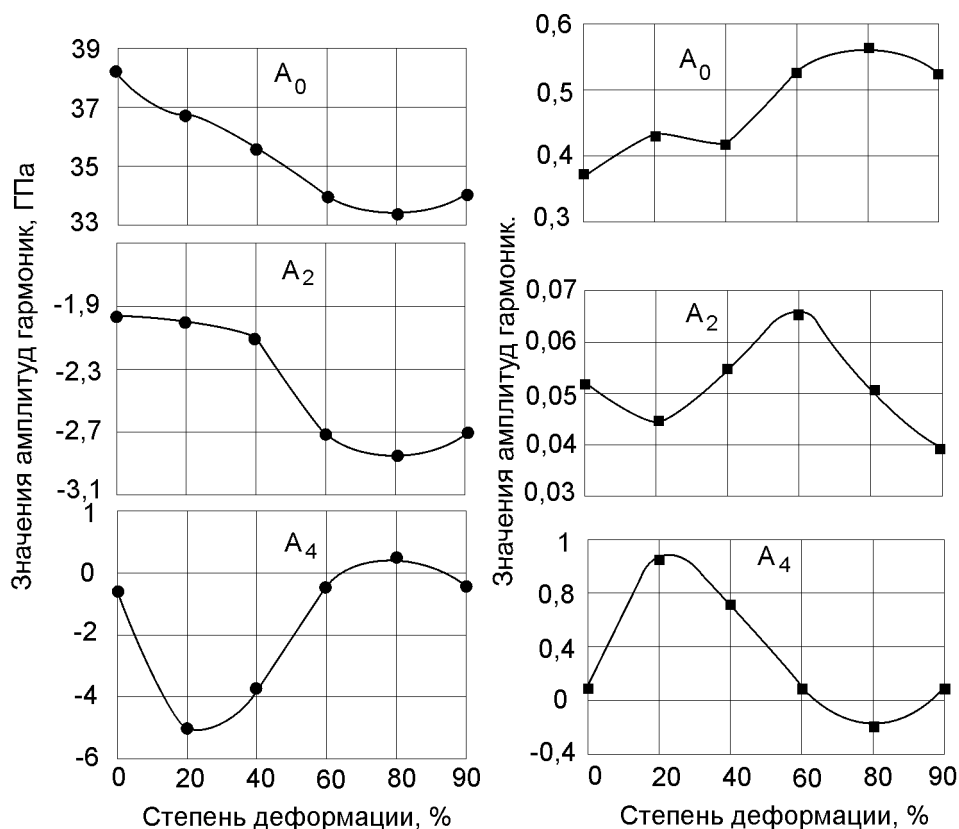 Значения амплитуд гармоник, ГПа
39
37
35
33
A0
-1,9
-2,3
-2,7
-3,1
A2
1
0
-2
-4
-6
A4
0 20 40 60 80 90
Степень деформации, %
Значения амплитуд гармоник.
0,6
0,5
0,4
0,3
A0
0,07
0,06
0,05
0,04
0,03
A2
1
0,8
0,4
0
-0,4
A4
0 20 40 60 80 90
Степень деформации, %